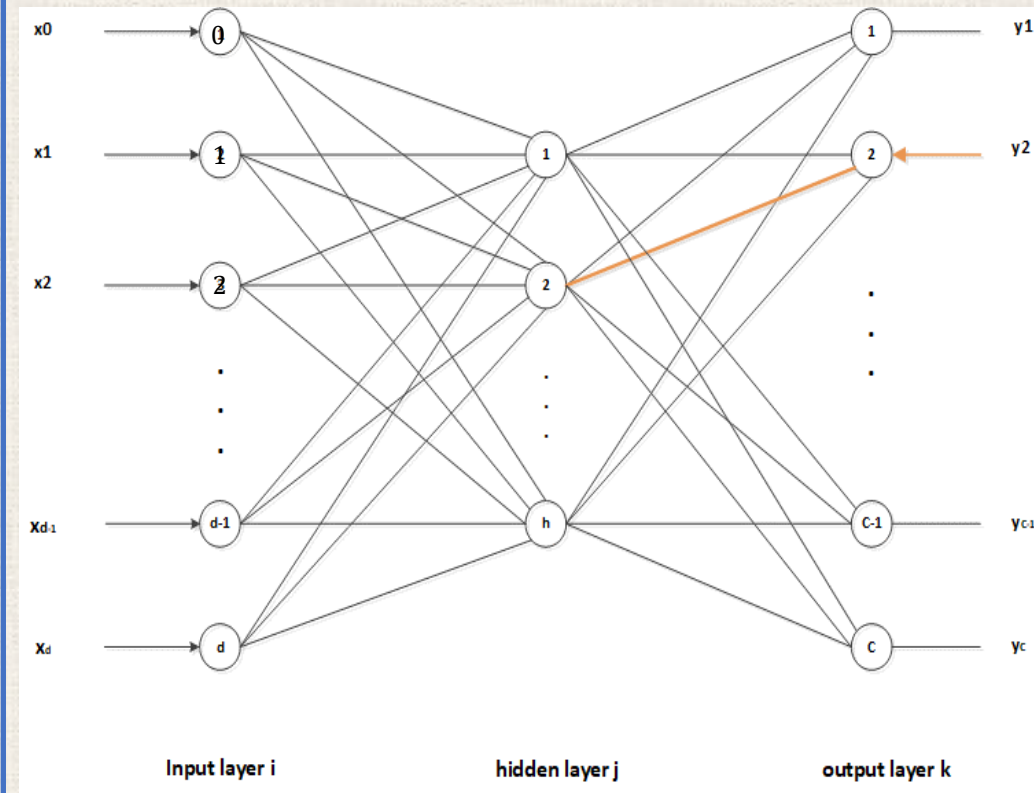 x0 0 1 y1
x1 1 1 2 y2
x2 2 2
xd-1 d-1 h C-1 yc-1
xd d C yc
Input layer i hidden layer j output layer k